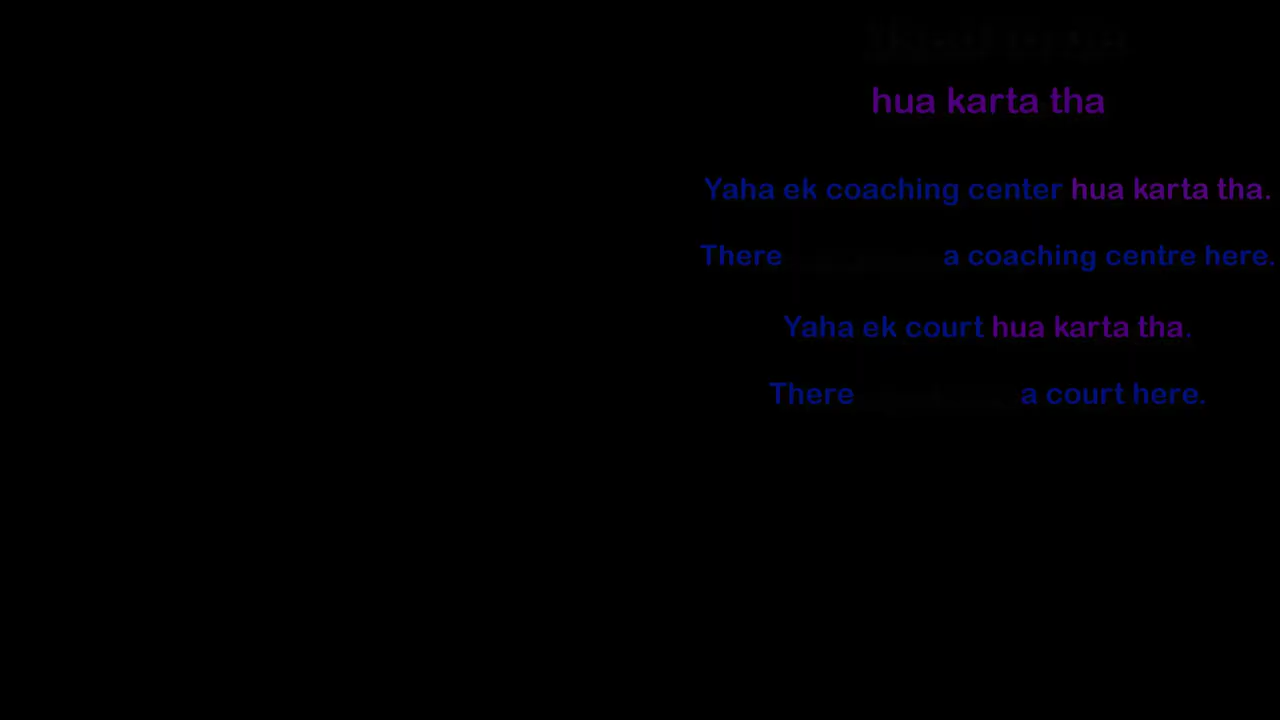 hua karta tha
Yaha ek coaching center hua karta tha.
There a coaching centre here.
Yaha ek court hua karta tha.
There a court here.